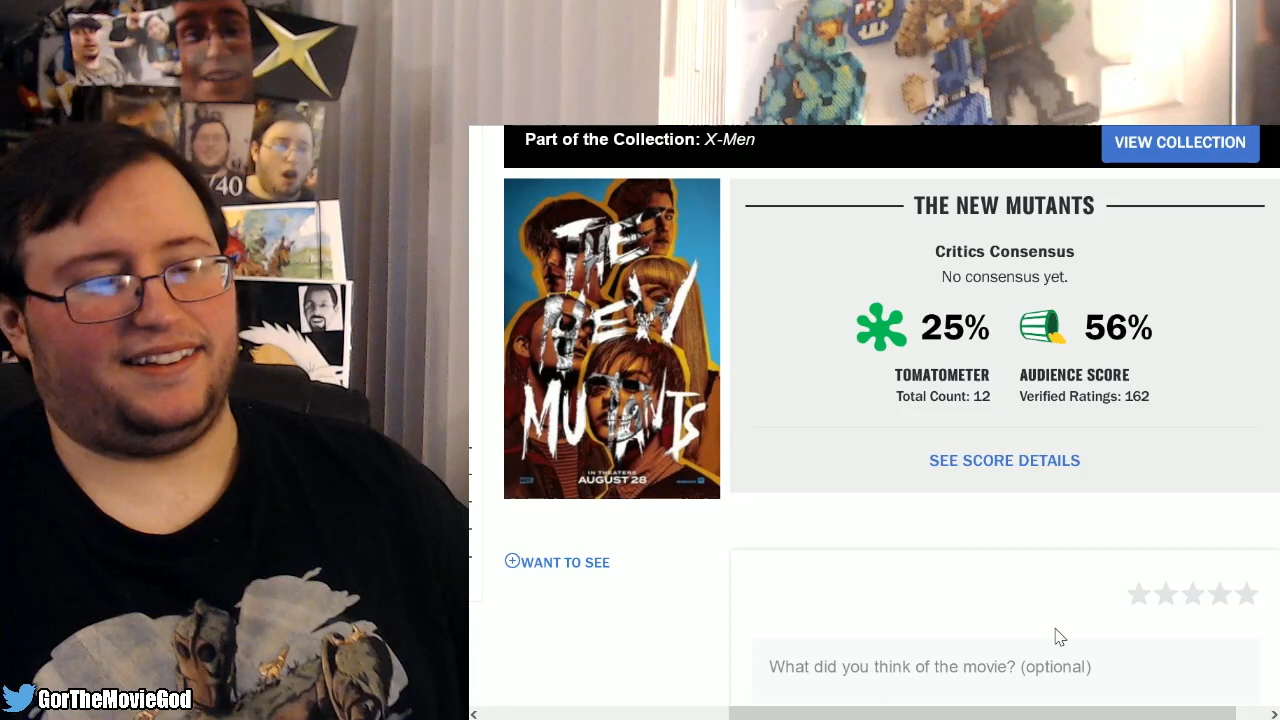 /40
Part of the Collection: X-Men
VIEW COLLECTION
THE NEW MUTANTS
IN THEATERS
AUGUST 28
THE NEW MUTANTS
Critics Consensus
No consensus yet.
25% 56%
TOMATOMETER AUDIENCE SCORE
Total Count: 12 Verified Ratings: 162
SEE SCORE DETAILS
WANT TO SEE
What did you think of the movie? (optional)
GorTheMovieGod